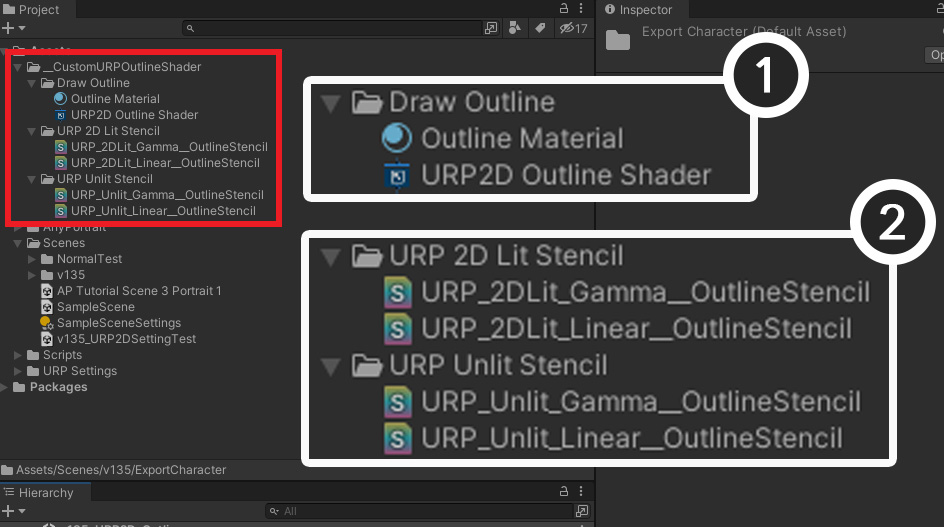 Project
17
Assets
__CustomURPOutlineShader
Draw Outline
Outline Material
URP2D Outline Shader
URP 2D Lit Stencil
URP_2DLit_Gamma__OutlineStencil
URP_2DLit_Linear__OutlineStencil
URP Unlit Stencil
URP_Unlit_Gamma__OutlineStencil
URP_Unlit_Linear__OutlineStencil
AnyPortrait
Scenes
NormalTest
v135
AP Tutorial Scene 3 Portrait 1
SampleScene
SampleSceneSettings
v135_URP2DSettingTest
Scripts
URP Settings
Packages
Assets/Scenes/v135/ExportCharacter
Hierarchy
All
Inspector
Export Character (Default Asset)
1
Draw Outline
Outline Material
URP2D Outline Shader
2
URP 2D Lit Stencil
URP_2DLit_Gamma__OutlineStencil
URP_2DLit_Linear__OutlineStencil
URP Unlit Stencil
URP_Unlit_Gamma__OutlineStencil
URP_Unlit_Linear__OutlineStencil